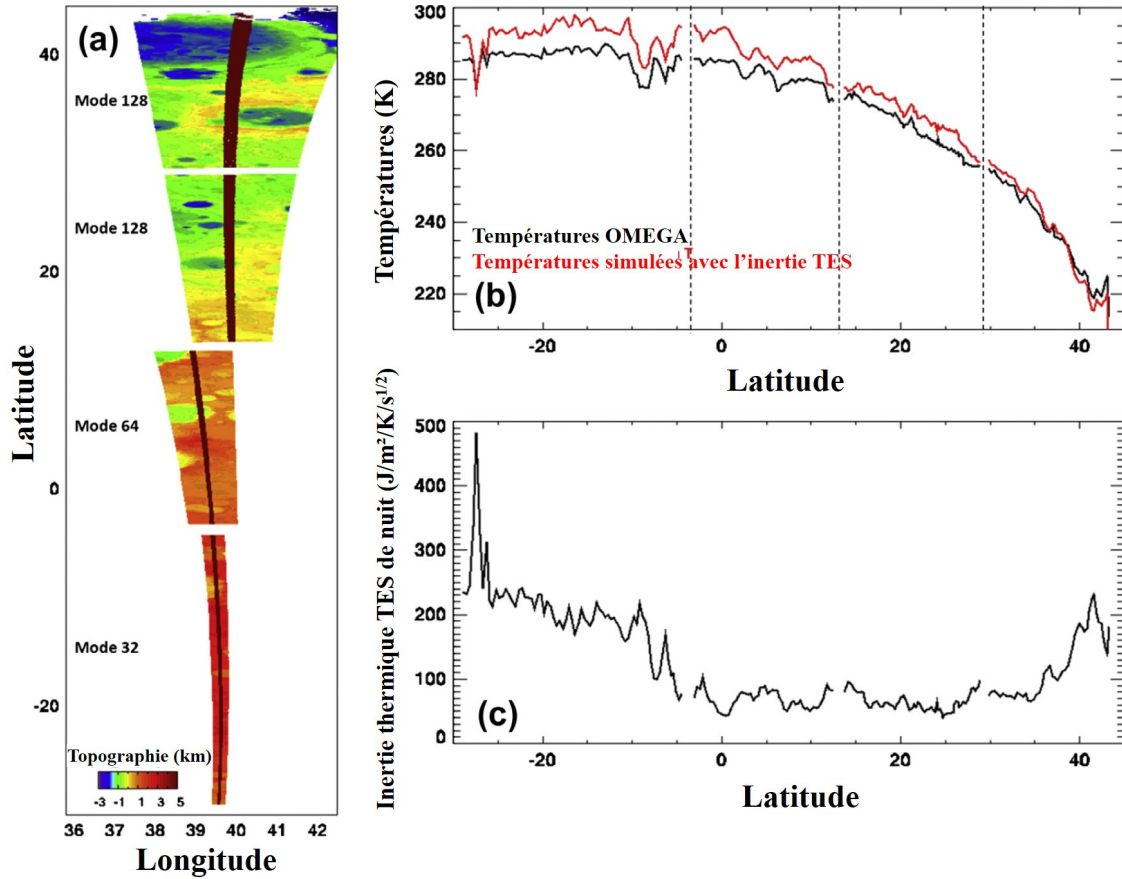 (a)
40
20
0
-20
Latitude
Mode 128
Mode 128
Mode 64
Mode 32
Topographie (km)
-3 -1 1 3 5
36 37 38 39 40 41 42
Longitude
300
280
260
240
220
Températures (K)
Températures OMEGA
Températures simulées avec l'inertie TES
(b)
-20 0 20 40
Latitude
500
400
300
200
100
0
Inertie thermique TES de nuit (J/m²/K/s¹/²)
(c)
-20 0 20 40
Latitude